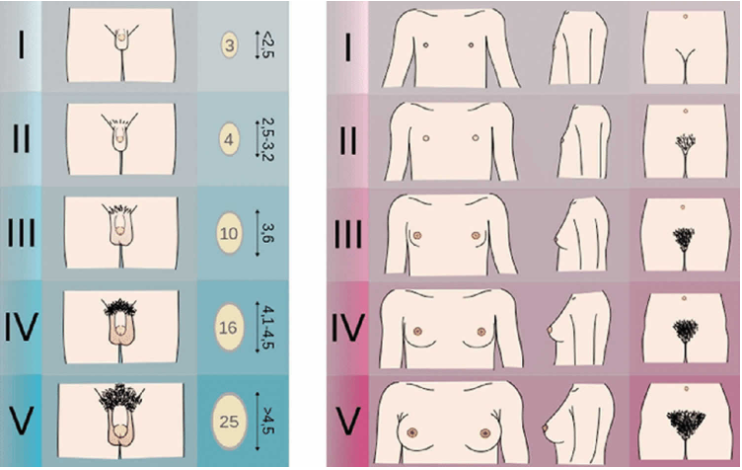 I 3 <2,5
II 4 2,5-3,2
III 10 3,6
IV 16 4,1-4,5
V 25 >4,5
I
II
III
IV
V